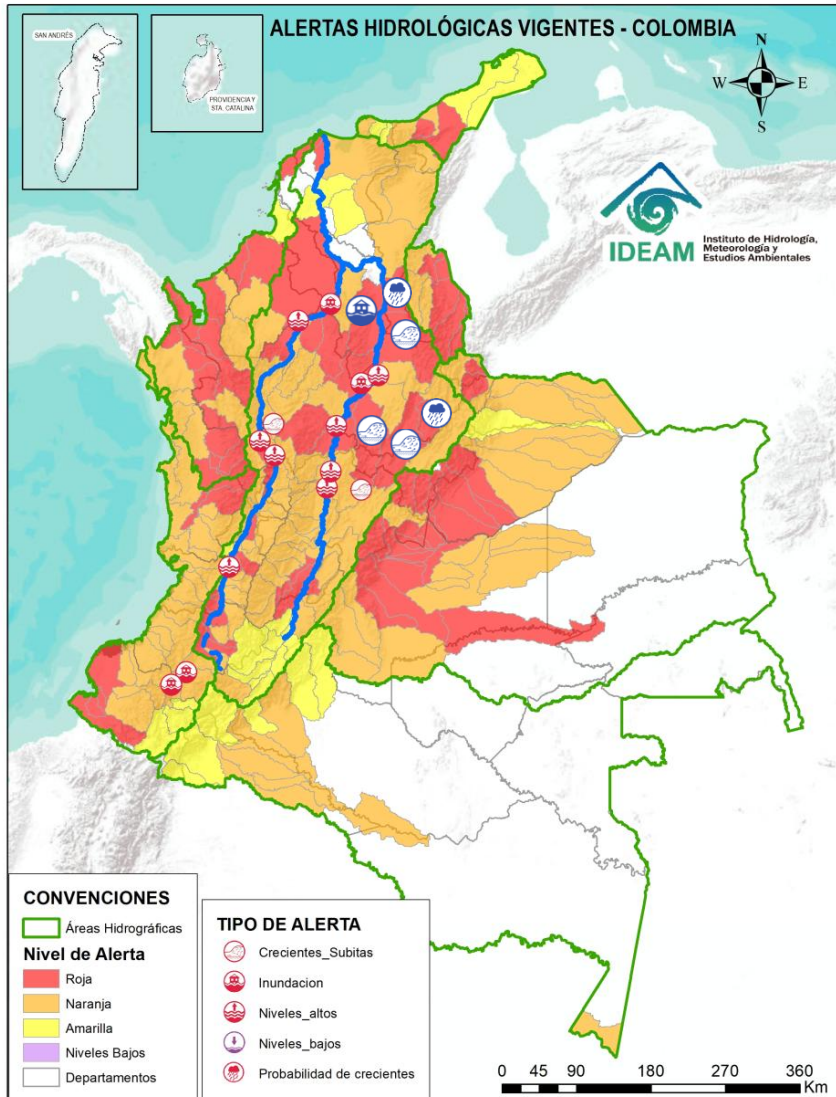 ALERTAS HIDROLÓGICAS VIGENTES - COLOMBIA
SAN ANDRÉS
PROVIDENCIA Y
STA. CATALINA
N
W
E
S
IDEAM
Instituto de Hidrología,
Meteorología y
Estudios Ambientales
CONVENCIONES
Áreas Hidrográficas
Nivel de Alerta
Roja
Naranja
Amarilla
Niveles Bajos
Departamentos
TIPO DE ALERTA
Crecientes_Subitas
Inundacion
Niveles_altos
Niveles_bajos
Probabilidad de crecientes
0 45 90 180 270 360
Km